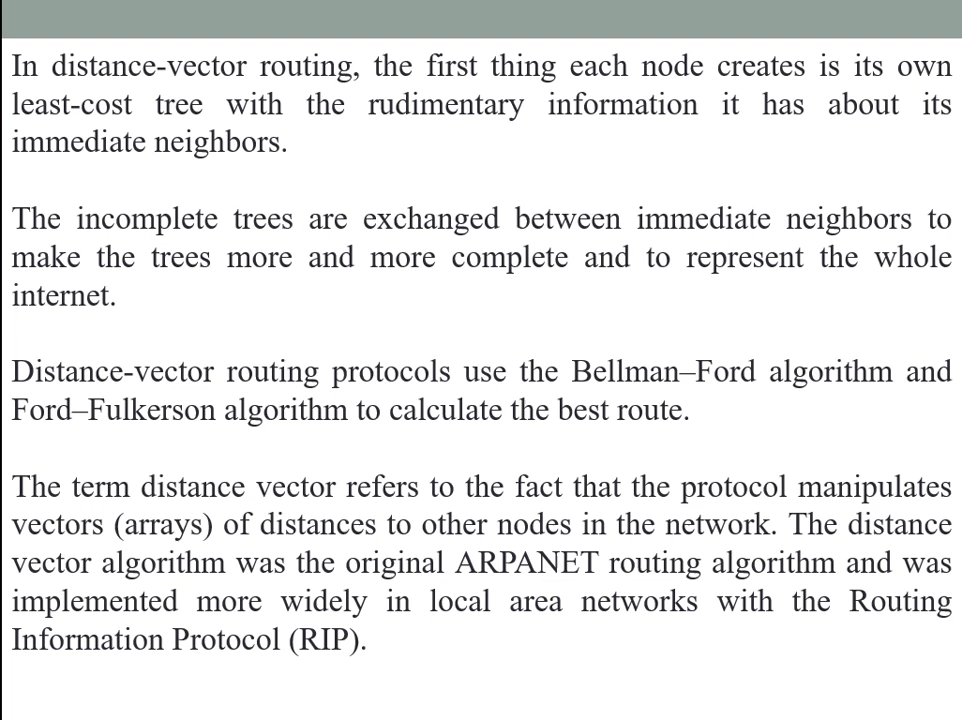 In distance-vector routing, the first thing each node creates is its own
least-cost tree with the rudimentary information it has about its
immediate neighbors.
The incomplete trees are exchanged between immediate neighbors to
make the trees more and more complete and to represent the whole
internet.
Distance-vector routing protocols use the Bellman–Ford algorithm and
Ford–Fulkerson algorithm to calculate the best route.
The term distance vector refers to the fact that the protocol manipulates
vectors (arrays) of distances to other nodes in the network. The distance
vector algorithm was the original ARPANET routing algorithm and was
implemented more widely in local area networks with the Routing
Information Protocol (RIP).